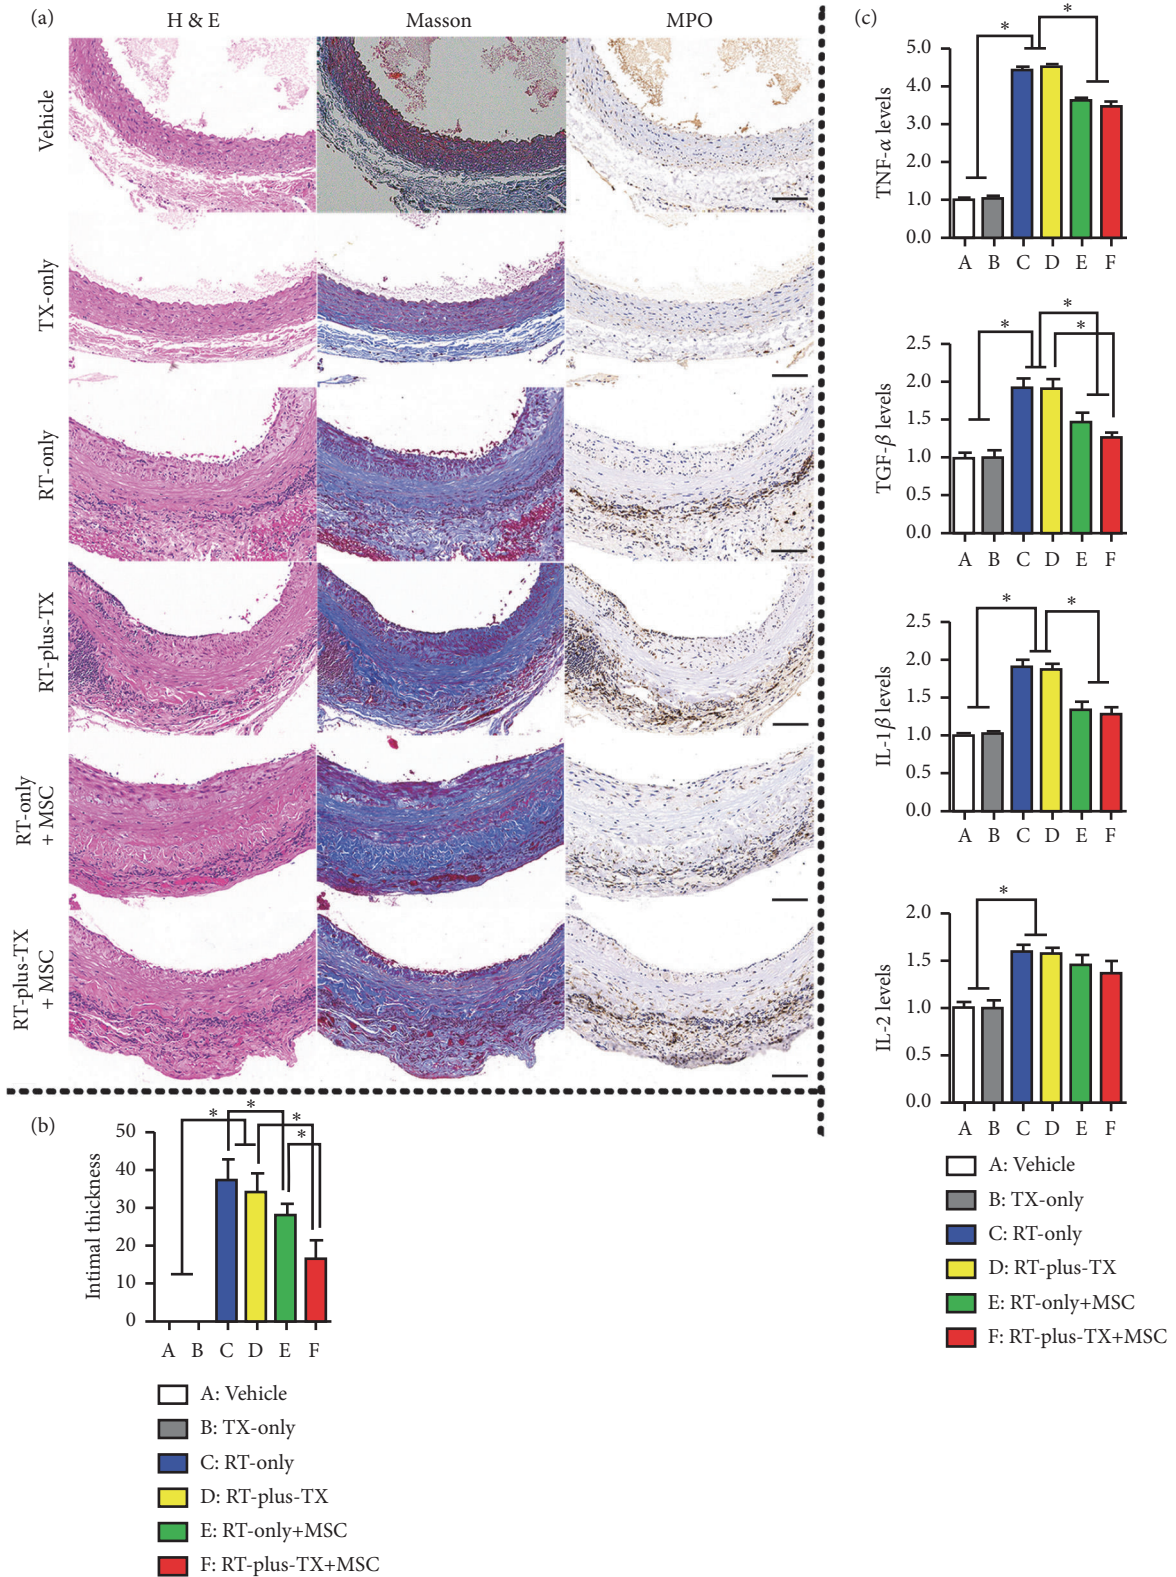 (a)
H & E
Masson
MPO
Vehicle
TX-only
RT-only
RT-plus-TX
RT-only
+ MSC
RT-plus-TX
+ MSC
(b)
Intimal thickness
50
40
30
20
10
0
* * * *
A B C D E F
A: Vehicle
B: TX-only
C: RT-only
D: RT-plus-TX
E: RT-only+MSC
F: RT-plus-TX+MSC
(c)
TNF-α levels
5.0
4.0
3.0
2.0
1.0
0.0
* *
A B C D E F
TGF-β levels
2.5
2.0
1.5
1.0
0.5
0.0
* * *
A B C D E F
IL-1β levels
2.5
2.0
1.5
1.0
0.5
0.0
* *
A B C D E F
IL-2 levels
2.0
1.5
1.0
0.5
0.0
*
A B C D E F
A: Vehicle
B: TX-only
C: RT-only
D: RT-plus-TX
E: RT-only+MSC
F: RT-plus-TX+MSC